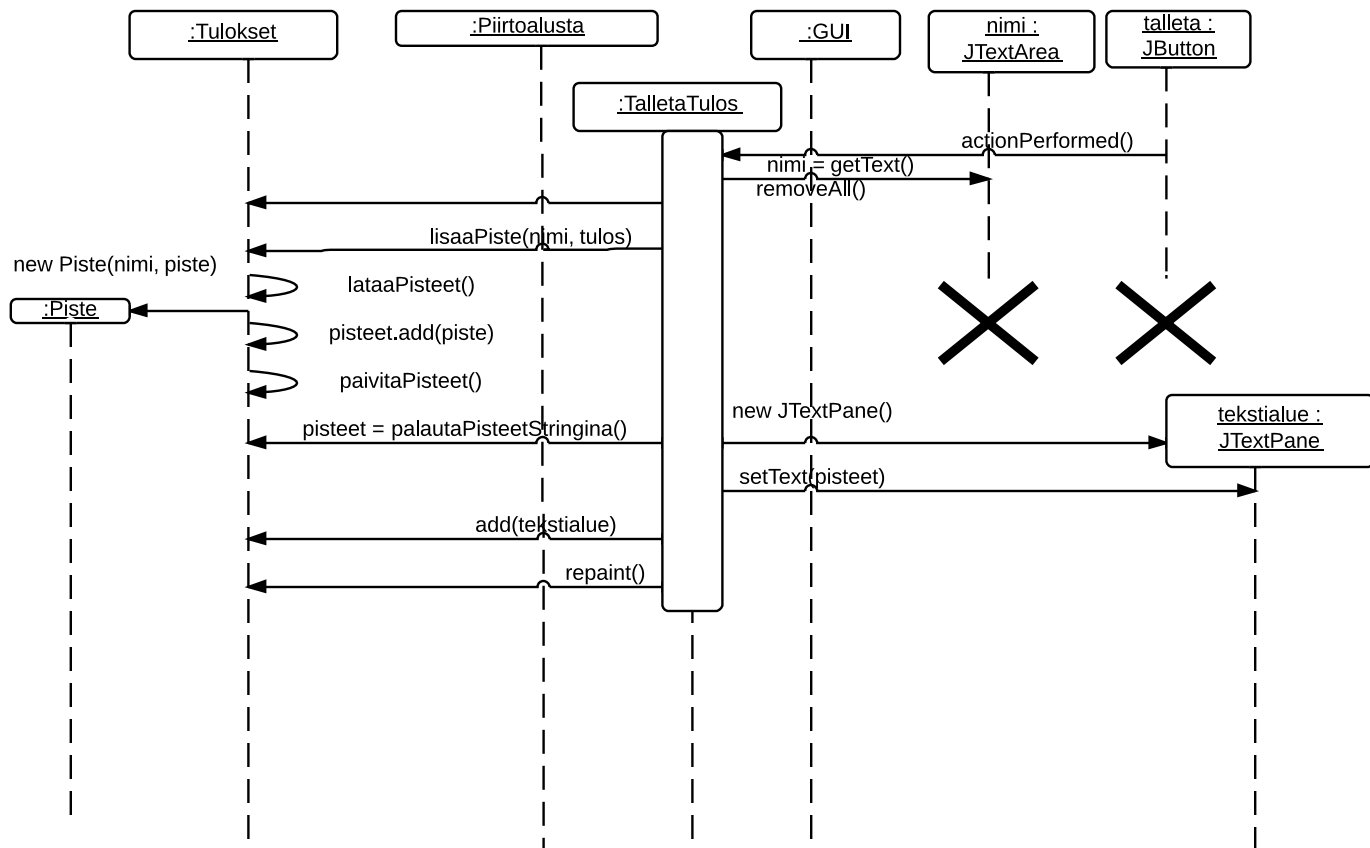 :Tulokset
:Piirtoalusta
:GUI
nimi :
JTextArea
talleta :
JButton
:TalletaTulos
actionPerformed()
nimi = getText()
removeAll()
lisaaPiste(nimi, tulos)
new Piste(nimi, piste)
lataaPisteet()
:Piste
pisteet.add(piste)
paivitaPisteet()
new JTextPane()
tekstialue :
JTextPane
pisteet = palautaPisteetStringina()
setText(pisteet)
add(tekstialue)
repaint()